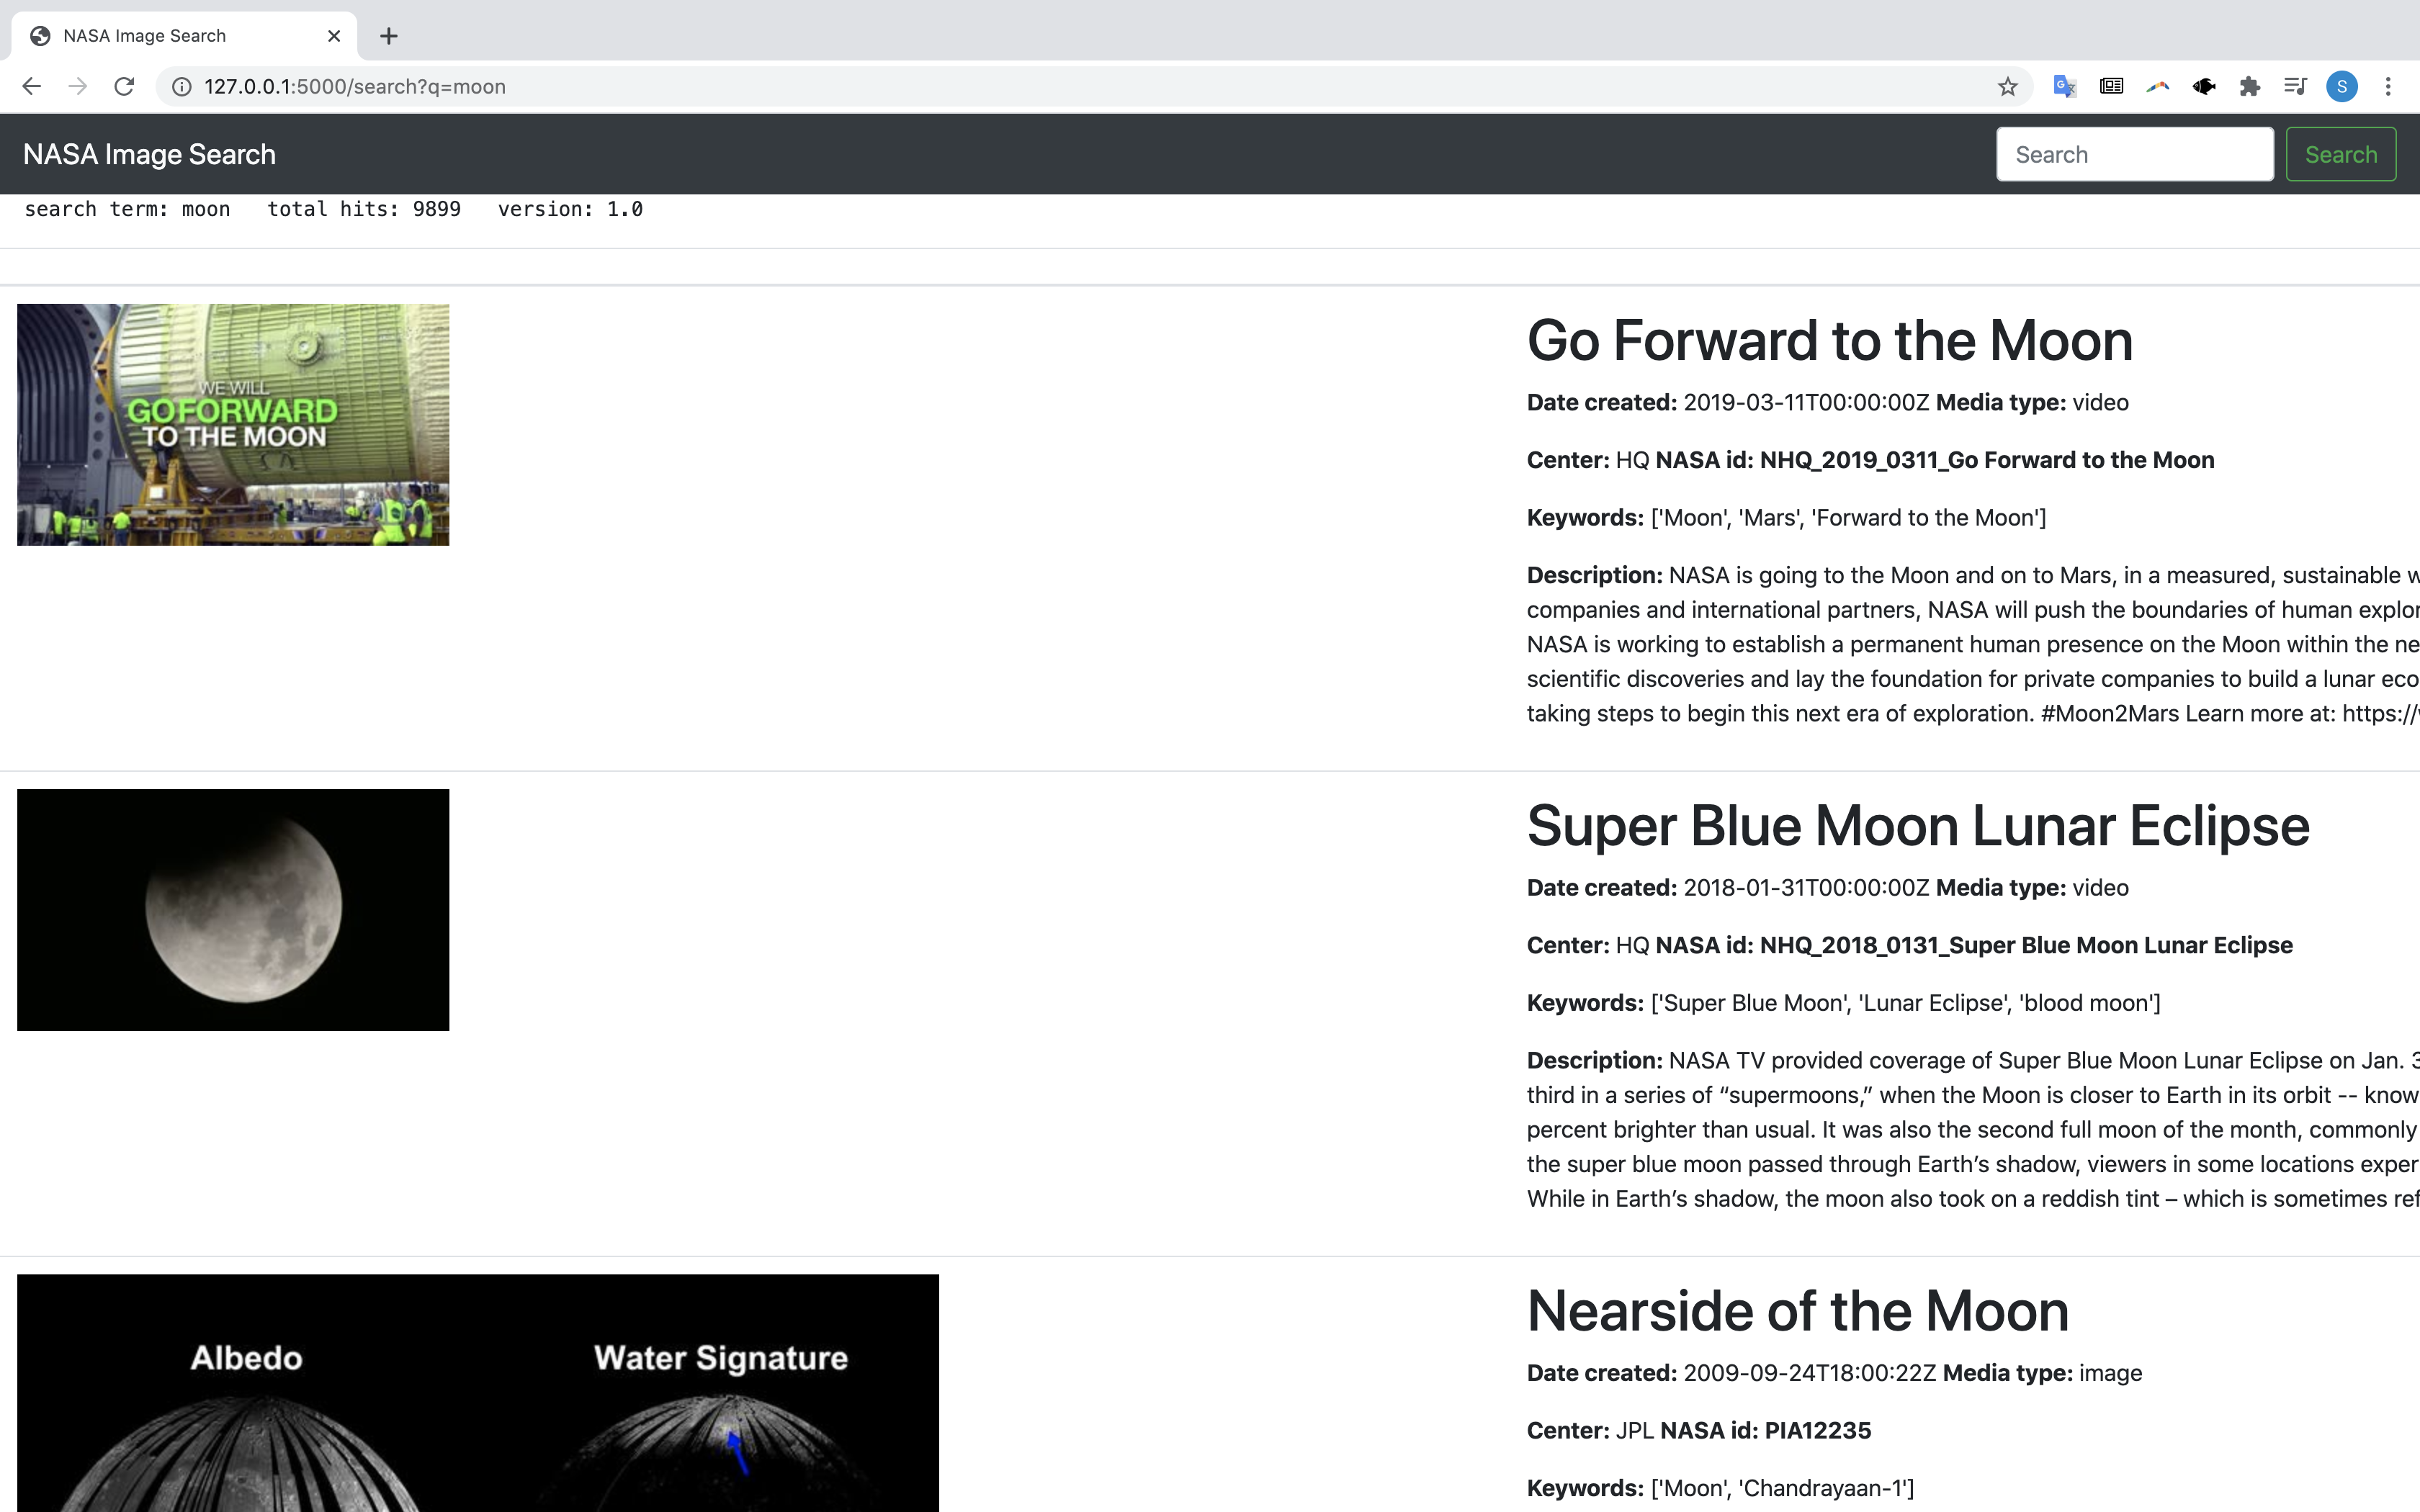 NASA Image Search
127.0.0.1:5000/search?q=moon
S
NASA Image Search
Search
Search
search term: moon total hits: 9899 version: 1.0
WE WILL
GO FORWARD
TO THE MOON
Go Forward to the Moon
Date created: 2019-03-11T00:00:00Z Media type: video
Center: HQ NASA id: NHQ_2019_0311_Go Forward to the Moon
Keywords: ['Moon', 'Mars', 'Forward to the Moon']
Description: NASA is going to the Moon and on to Mars, in a measured, sustainable
companies and international partners, NASA will push the boundaries of human
NASA is working to establish a permanent human presence on the Moon within the
scientific discoveries and lay the foundation for private companies to build a lunar
taking steps to begin this next era of exploration. #Moon2Mars Learn more at: https://
Super Blue Moon Lunar Eclipse
Date created: 2018-01-31T00:00:00Z Media type: video
Center: HQ NASA id: NHQ_2018_0131_Super Blue Moon Lunar Eclipse
Keywords: ['Super Blue Moon', 'Lunar Eclipse', 'blood moon']
Description: NASA TV provided coverage of Super Blue Moon Lunar Eclipse on Jan.
third in a series of “supermoons,” when the Moon is closer to Earth in its orbit -- know
percent brighter than usual. It was also the second full moon of the month, commonly
the super blue moon passed through Earth’s shadow, viewers in some locations
While in Earth’s shadow, the moon also took on a reddish tint – which is sometimes
Albedo
Water Signature
Nearside of the Moon
Date created: 2009-09-24T18:00:22Z Media type: image
Center: JPL NASA id: PIA12235
Keywords: ['Moon', 'Chandrayaan-1']